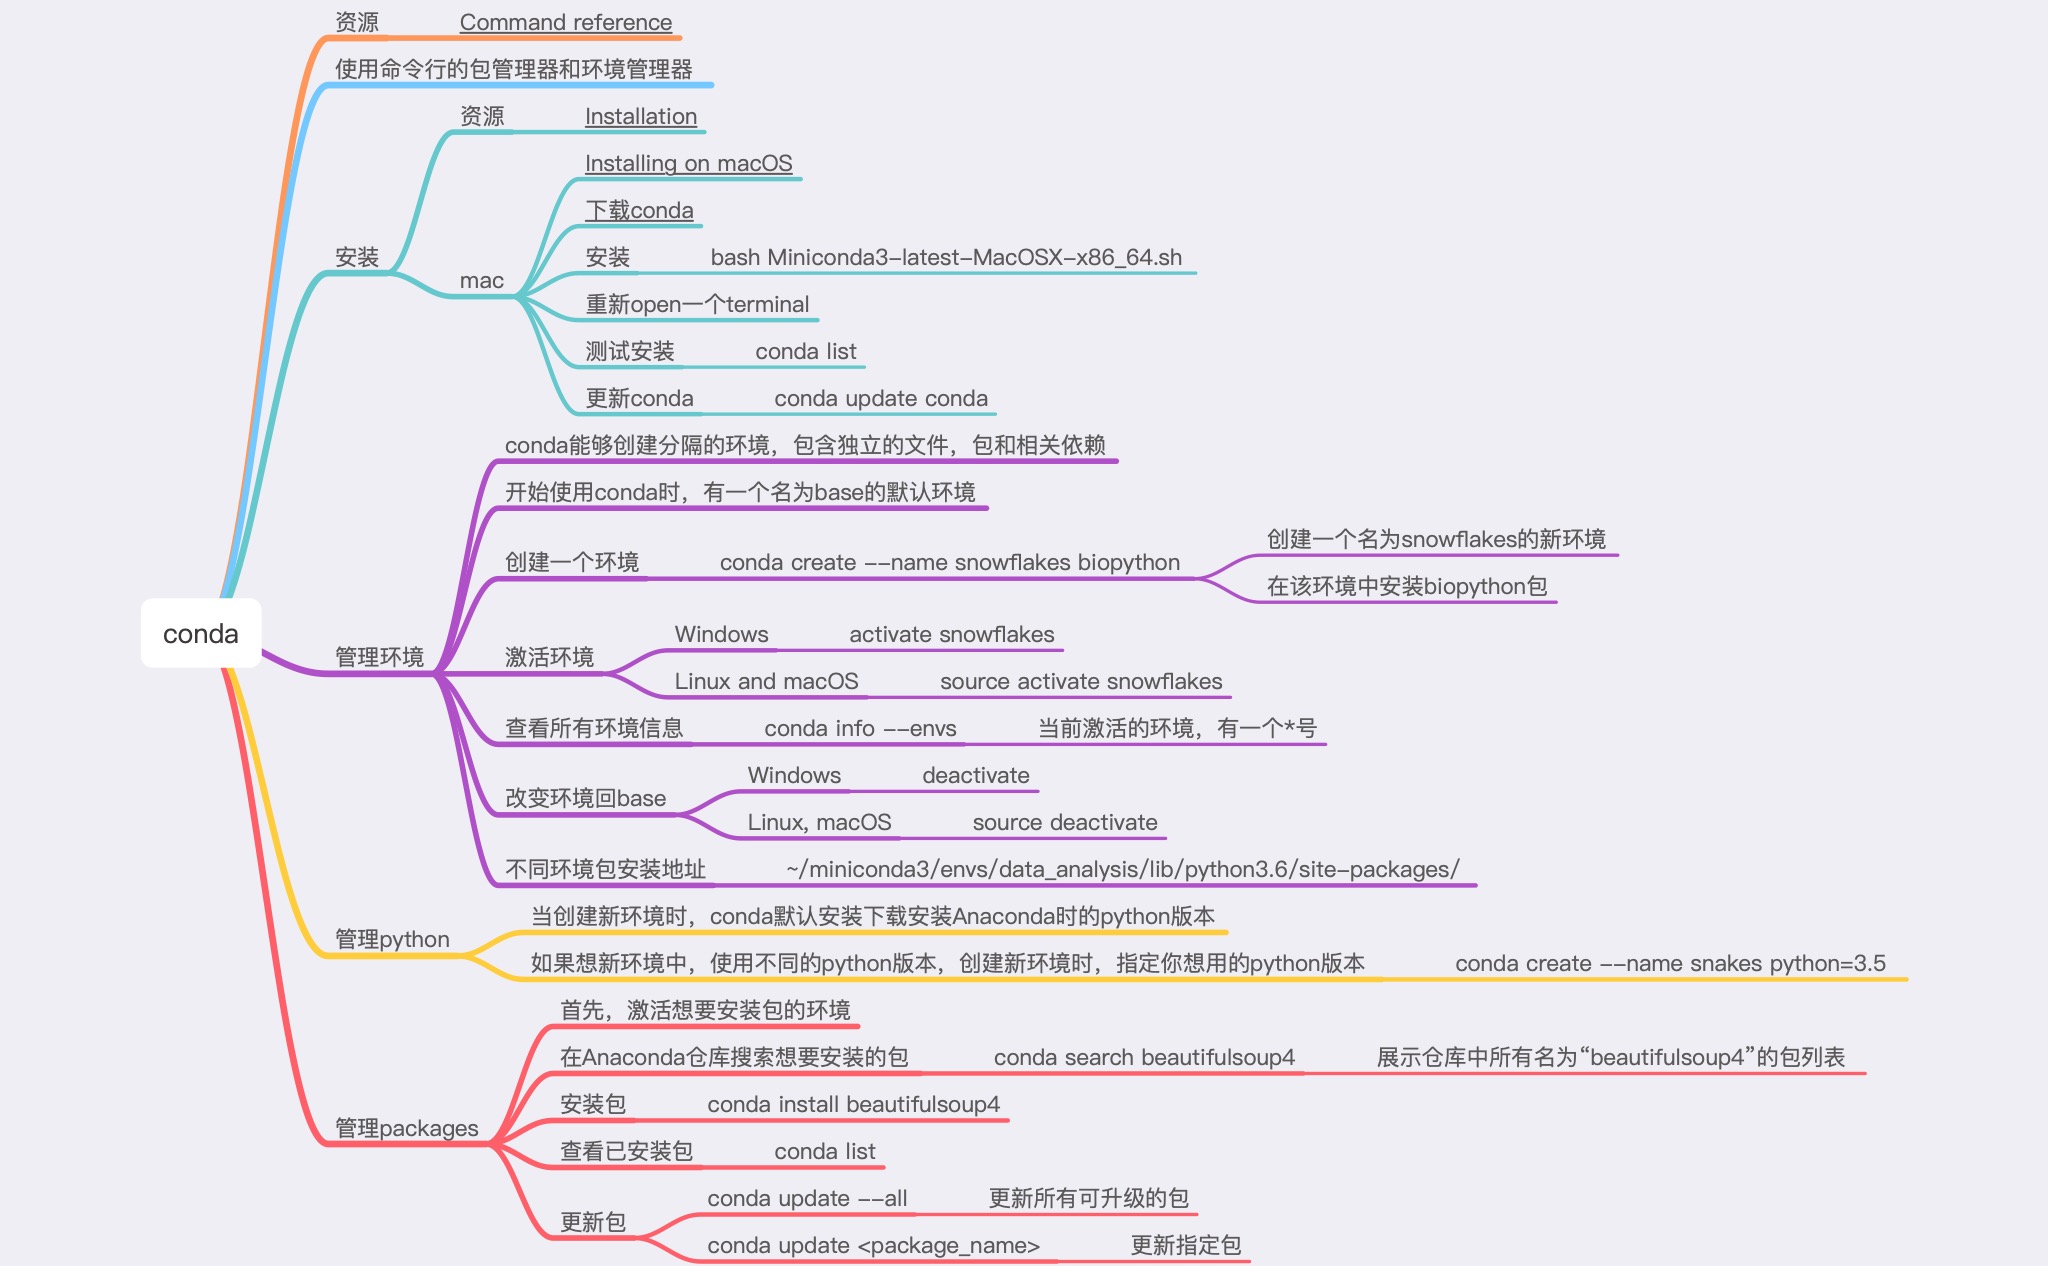 资源
Command reference
使用命令行的包管理器和环境管理器
资源
Installation
Installing on macOS
下载conda
安装
安装
bash Miniconda3-latest-MacOSX-x86_64.sh
mac
重新open一个terminal
测试安装
conda list
更新conda
conda update conda
conda能够创建分隔的环境，包含独立的文件，包和相关依赖
开始使用conda时，有一个名为base的默认环境
创建一个环境
conda create --name snowflakes biopython
创建一个名为snowflakes的新环境
在该环境中安装biopython包
conda
管理环境
激活环境
Windows
activate snowflakes
Linux and macOS
source activate snowflakes
查看所有环境信息
conda info --envs
当前激活的环境，有一个*号
改变环境回base
Windows
deactivate
Linux, macOS
source deactivate
不同环境包安装地址
~/miniconda3/envs/data_analysis/lib/python3.6/site-packages/
管理python
当创建新环境时，conda默认安装下载安装Anaconda时的python版本
如果想新环境中，使用不同的python版本，创建新环境时，指定你想用的python版本
conda create --name snakes python=3.5
管理packages
首先，激活想要安装包的环境
在Anaconda仓库搜索想要安装的包
conda search beautifulsoup4
展示仓库中所有名为“beautifulsoup4”的包列表
安装包
conda install beautifulsoup4
查看已安装包
conda list
更新包
conda update --all
更新所有可升级的包
conda update <package_name>
更新指定包